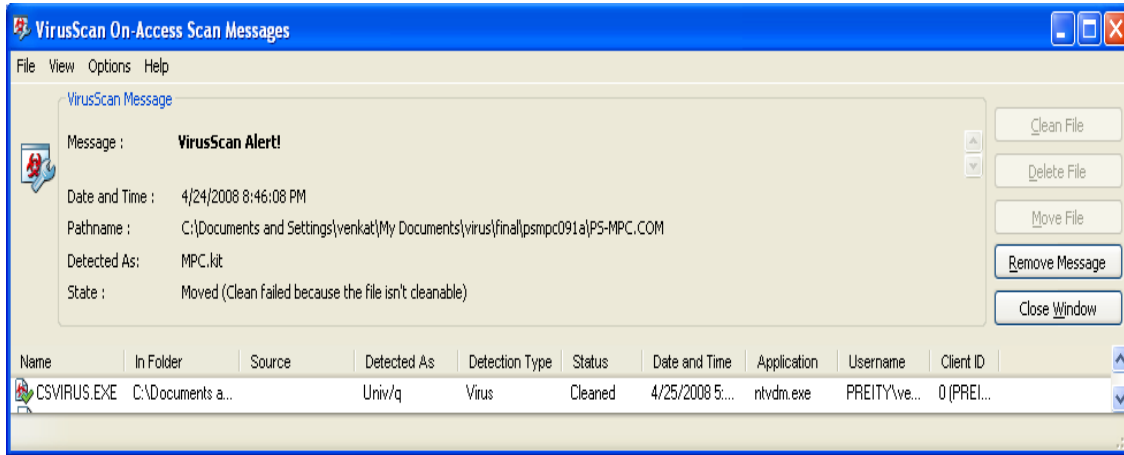 VirusScan On-Access Scan Messages
File View Options Help
VirusScan Message
Message : VirusScan Alert!
Date and Time : 4/24/2008 8:46:08 PM
Pathname : C:\Documents and Settings\venkat\My Documents\virus\final\psmpc091a\PS-MPC.COM
Detected As: MPC.kit
State : Moved (Clean failed because the file isn't cleanable)
Clean File
Delete File
Move File
Remove Message
Close Window
Name In Folder Source Detected As Detection Type Status Date and Time Application Username Client ID
CSVIRUS.EXE C:\Documents a... Univ/q Virus Cleaned 4/25/2008 5:... ntvdm.exe PREITY\ve... 0 (PREI...